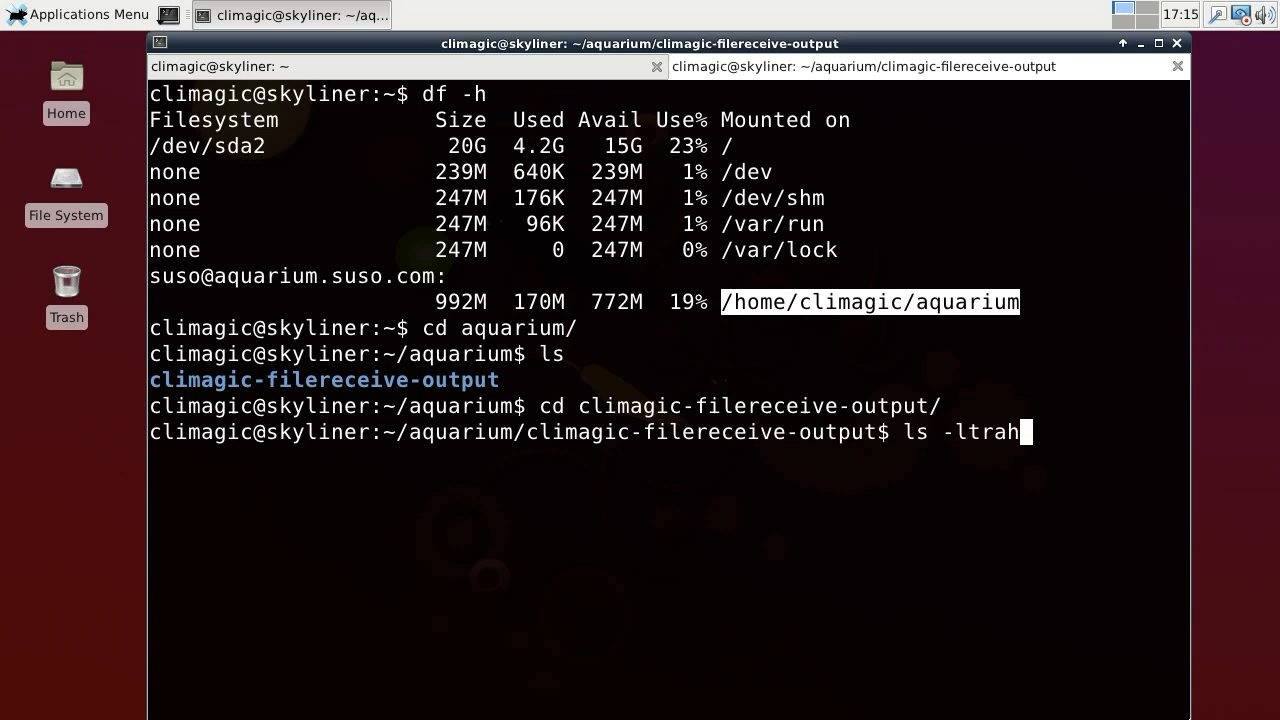 Applications Menu
climagic@skyliner: ~/aq...
17:15
climagic@skyliner: ~/aquarium/climagic-filereceive-output
climagic@skyliner: ~
climagic@skyliner: ~/aquarium/climagic-filereceive-output
Home
File System
Trash
climagic@skyliner:~$ df -h
Filesystem Size Used Avail Use% Mounted on
/dev/sda2 20G 4.2G 15G 23% /
none 239M 640K 239M 1% /dev
none 247M 176K 247M 1% /dev/shm
none 247M 96K 247M 1% /var/run
none 247M 0 247M 0% /var/lock
suso@aquarium.suso.com:
992M 170M 772M 19% /home/climagic/aquarium
climagic@skyliner:~$ cd aquarium/
climagic@skyliner:~/aquarium$ ls
climagic-filereceive-output
climagic@skyliner:~/aquarium$ cd climagic-filereceive-output/
climagic@skyliner:~/aquarium/climagic-filereceive-output$ ls -ltrah